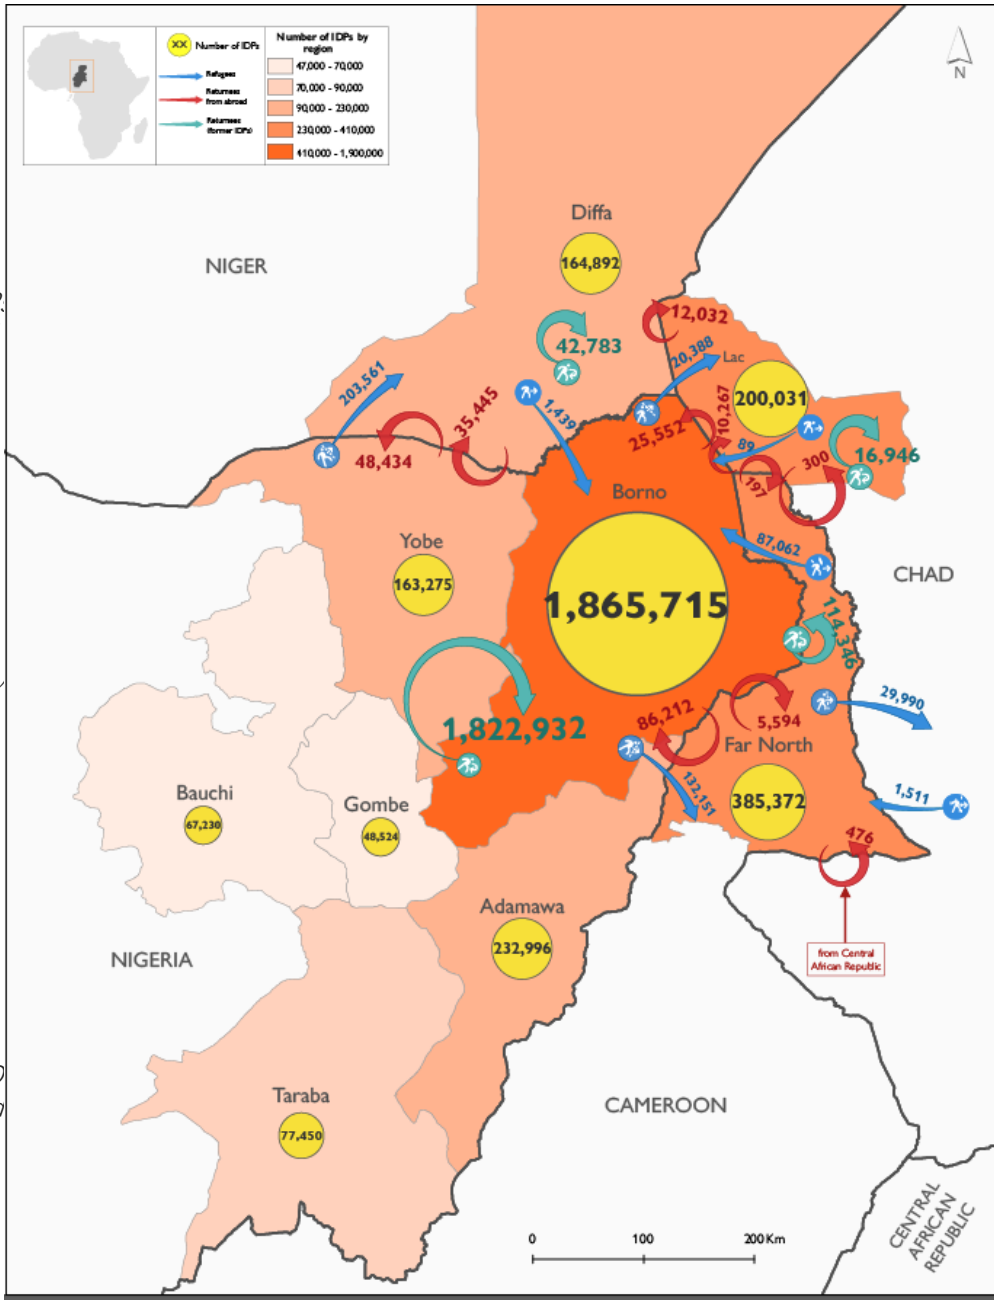 XX Number of IDPs
Refugees
Returnees
from abroad
Returnees
(former IDPs)
Number of IDPs by
region
47,000 - 70,000
70,000 - 90,000
90,000 - 230,000
230,000 - 410,000
410,000 - 1,900,000
N
Diffa
164,892
NIGER
12,032
42,783
20,388
Lac
203,561
200,031
35,445
1,439
10,267
25,552
89
48,434
300
16,946
197
Borno
Yobe
87,062
CHAD
163,275
1,865,715
114,346
29,990
86,212
5,594
1,822,932
Far North
132,151
385,372
1,511
Bauchi
67,230
Gombe
48,524
476
Adamawa
232,996
from Central
African Republic
NIGERIA
Taraba
77,450
CAMEROON
CENTRAL
AFRICAN
REPUBLIC
0 100 200 Km